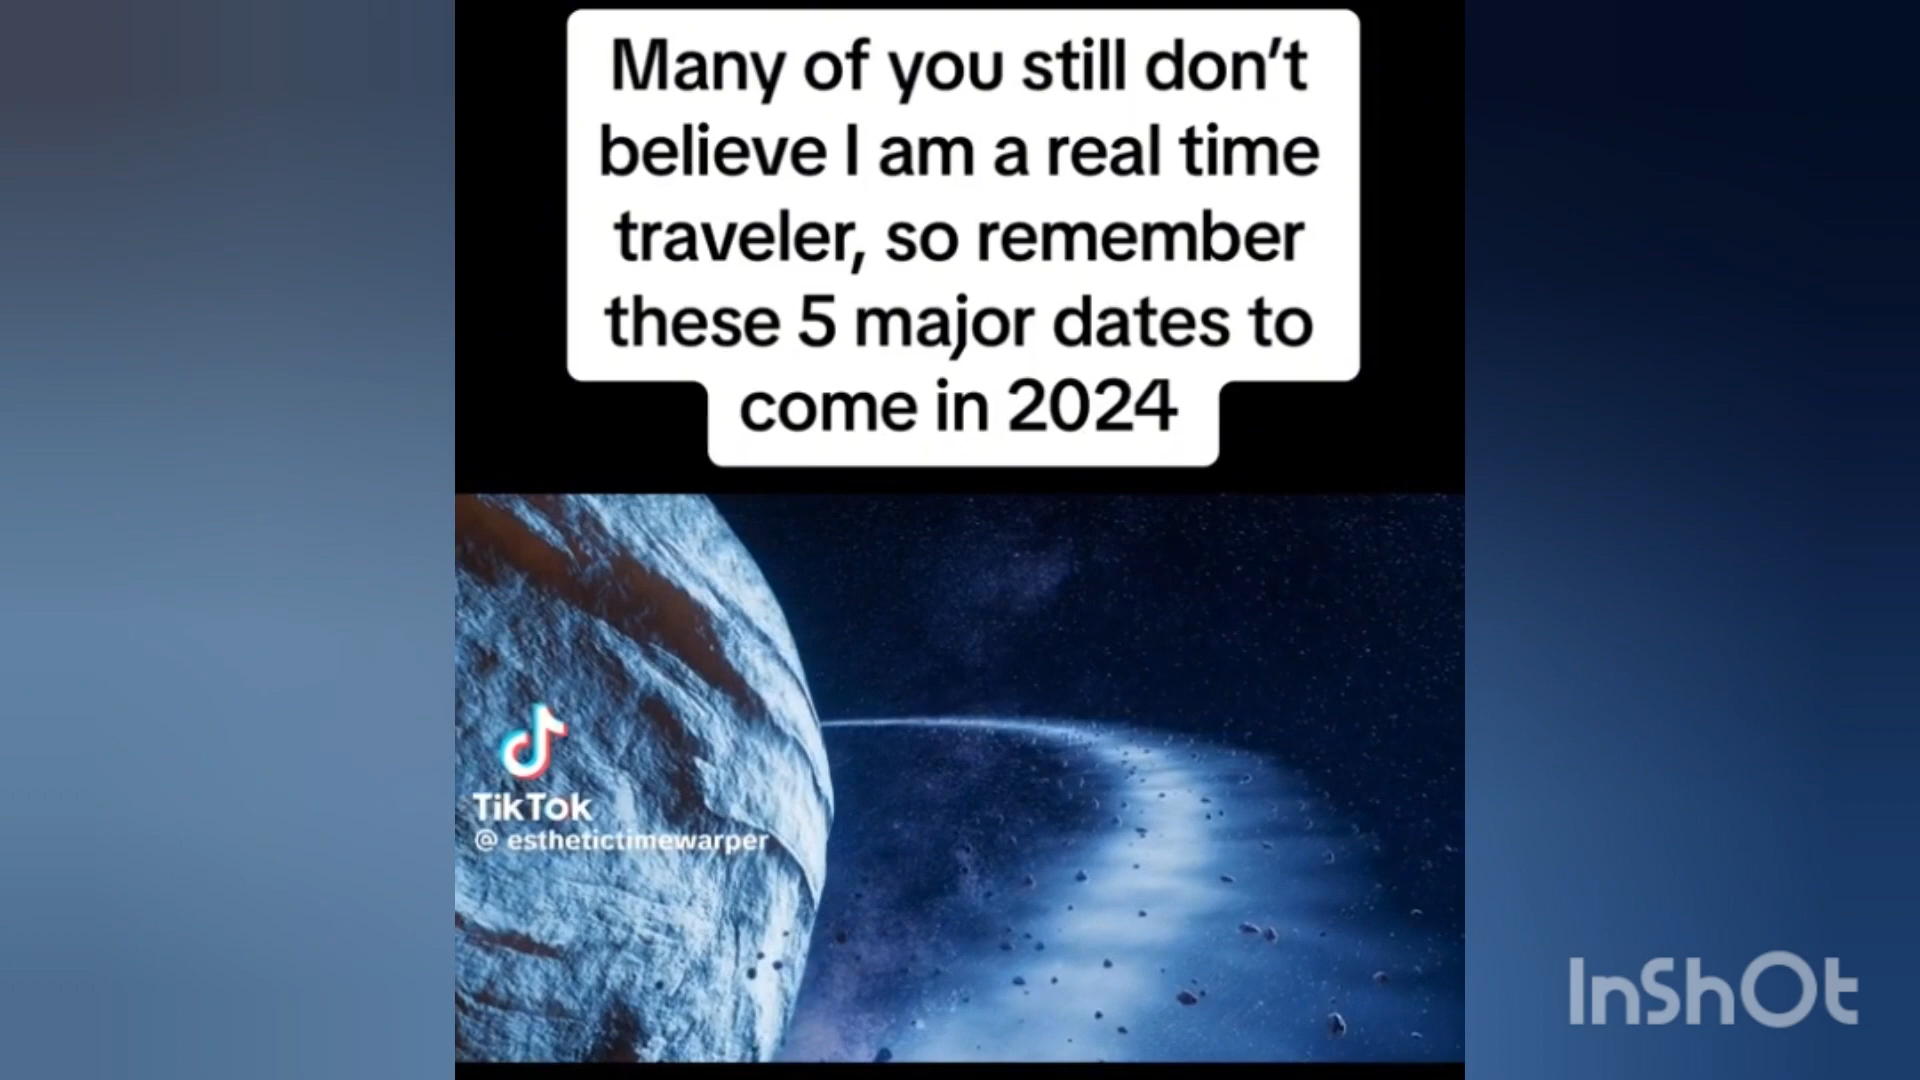 Many of you still don’t
believe I am a real time
traveler, so remember
these 5 major dates to
come in 2024
TikTok
@ esthetictimewarper
InShOt